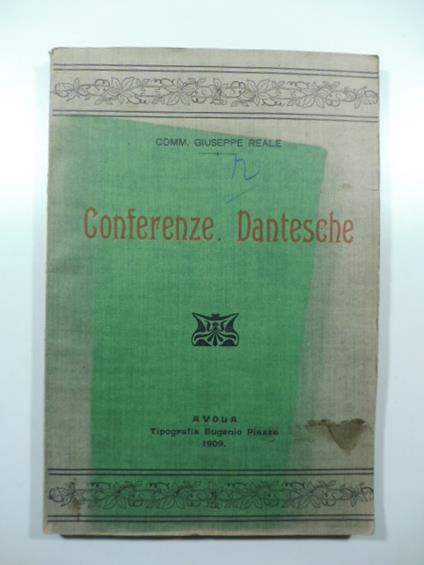 COMM. GIUSEPPE REALE
Conferenze Dantesche
AVOLA
Tipografia Eugenio Piazza
1909.